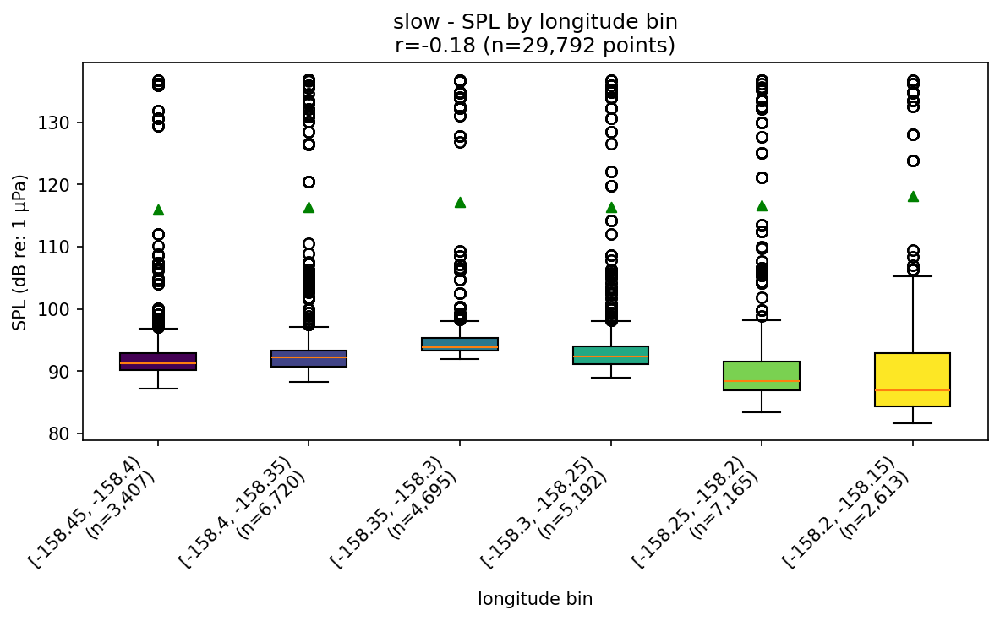 slow - SPL by longitude bin
r=-0.18 (n=29,792 points)
SPL (dB re: 1 µPa)
130
120
110
100
90
80
[-158.45, -158.4)
(n=3,407)
[-158.4, -158.35)
(n=6,720)
[-158.35, -158.3)
(n=4,695)
[-158.3, -158.25)
(n=5,192)
[-158.25, -158.2)
(n=7,165)
[-158.2, -158.15)
(n=2,613)
longitude bin